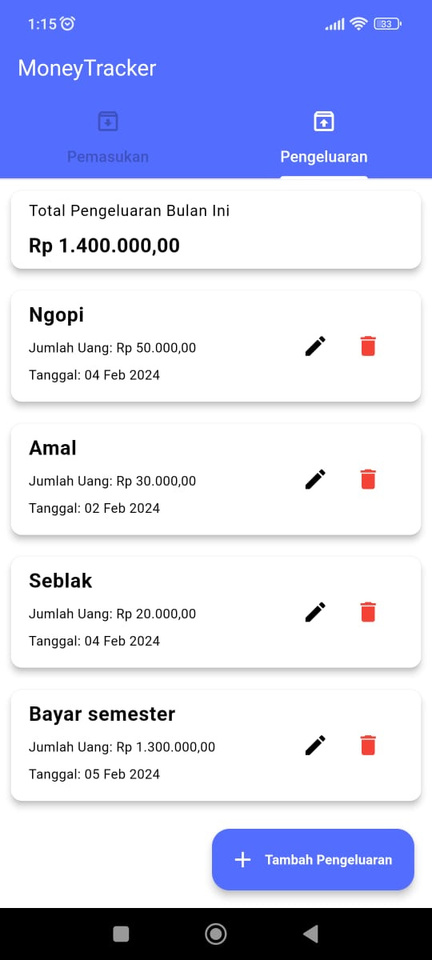 1:15
33
MoneyTracker
Pemasukan
Pengeluaran
Total Pengeluaran Bulan Ini
Rp 1.400.000,00
Ngopi
Jumlah Uang: Rp 50.000,00
Tanggal: 04 Feb 2024
Amal
Jumlah Uang: Rp 30.000,00
Tanggal: 02 Feb 2024
Seblak
Jumlah Uang: Rp 20.000,00
Tanggal: 04 Feb 2024
Bayar semester
Jumlah Uang: Rp 1.300.000,00
Tanggal: 05 Feb 2024
Tambah Pengeluaran